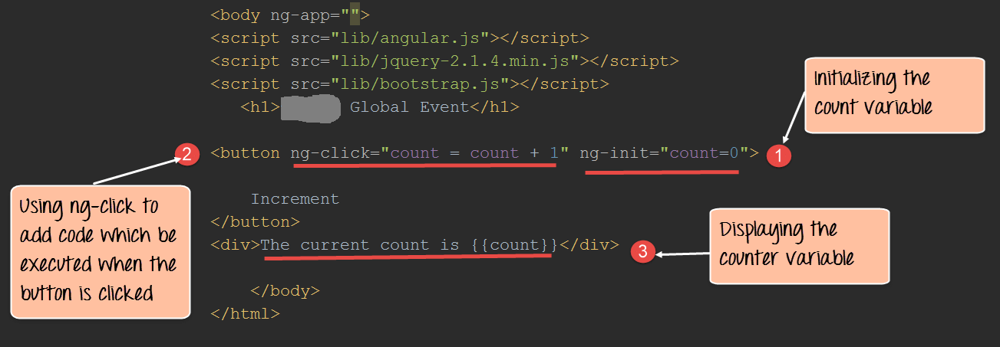 <body ng-app="">
<script src="lib/angular.js"></script>
<script src="lib/jquery-2.1.4.min.js"></script>
<script src="lib/bootstrap.js"></script>
<h1> Global Event</h1>
Initializing the
count variable
2
<button ng-click="count = count + 1" ng-init="count=0">
1
Using ng-click to
add code which be
executed when the
button is clicked
Increment
</button>
<div>The current count is {{count}}</div>
3
Displaying the
counter variable
</body>
</html>